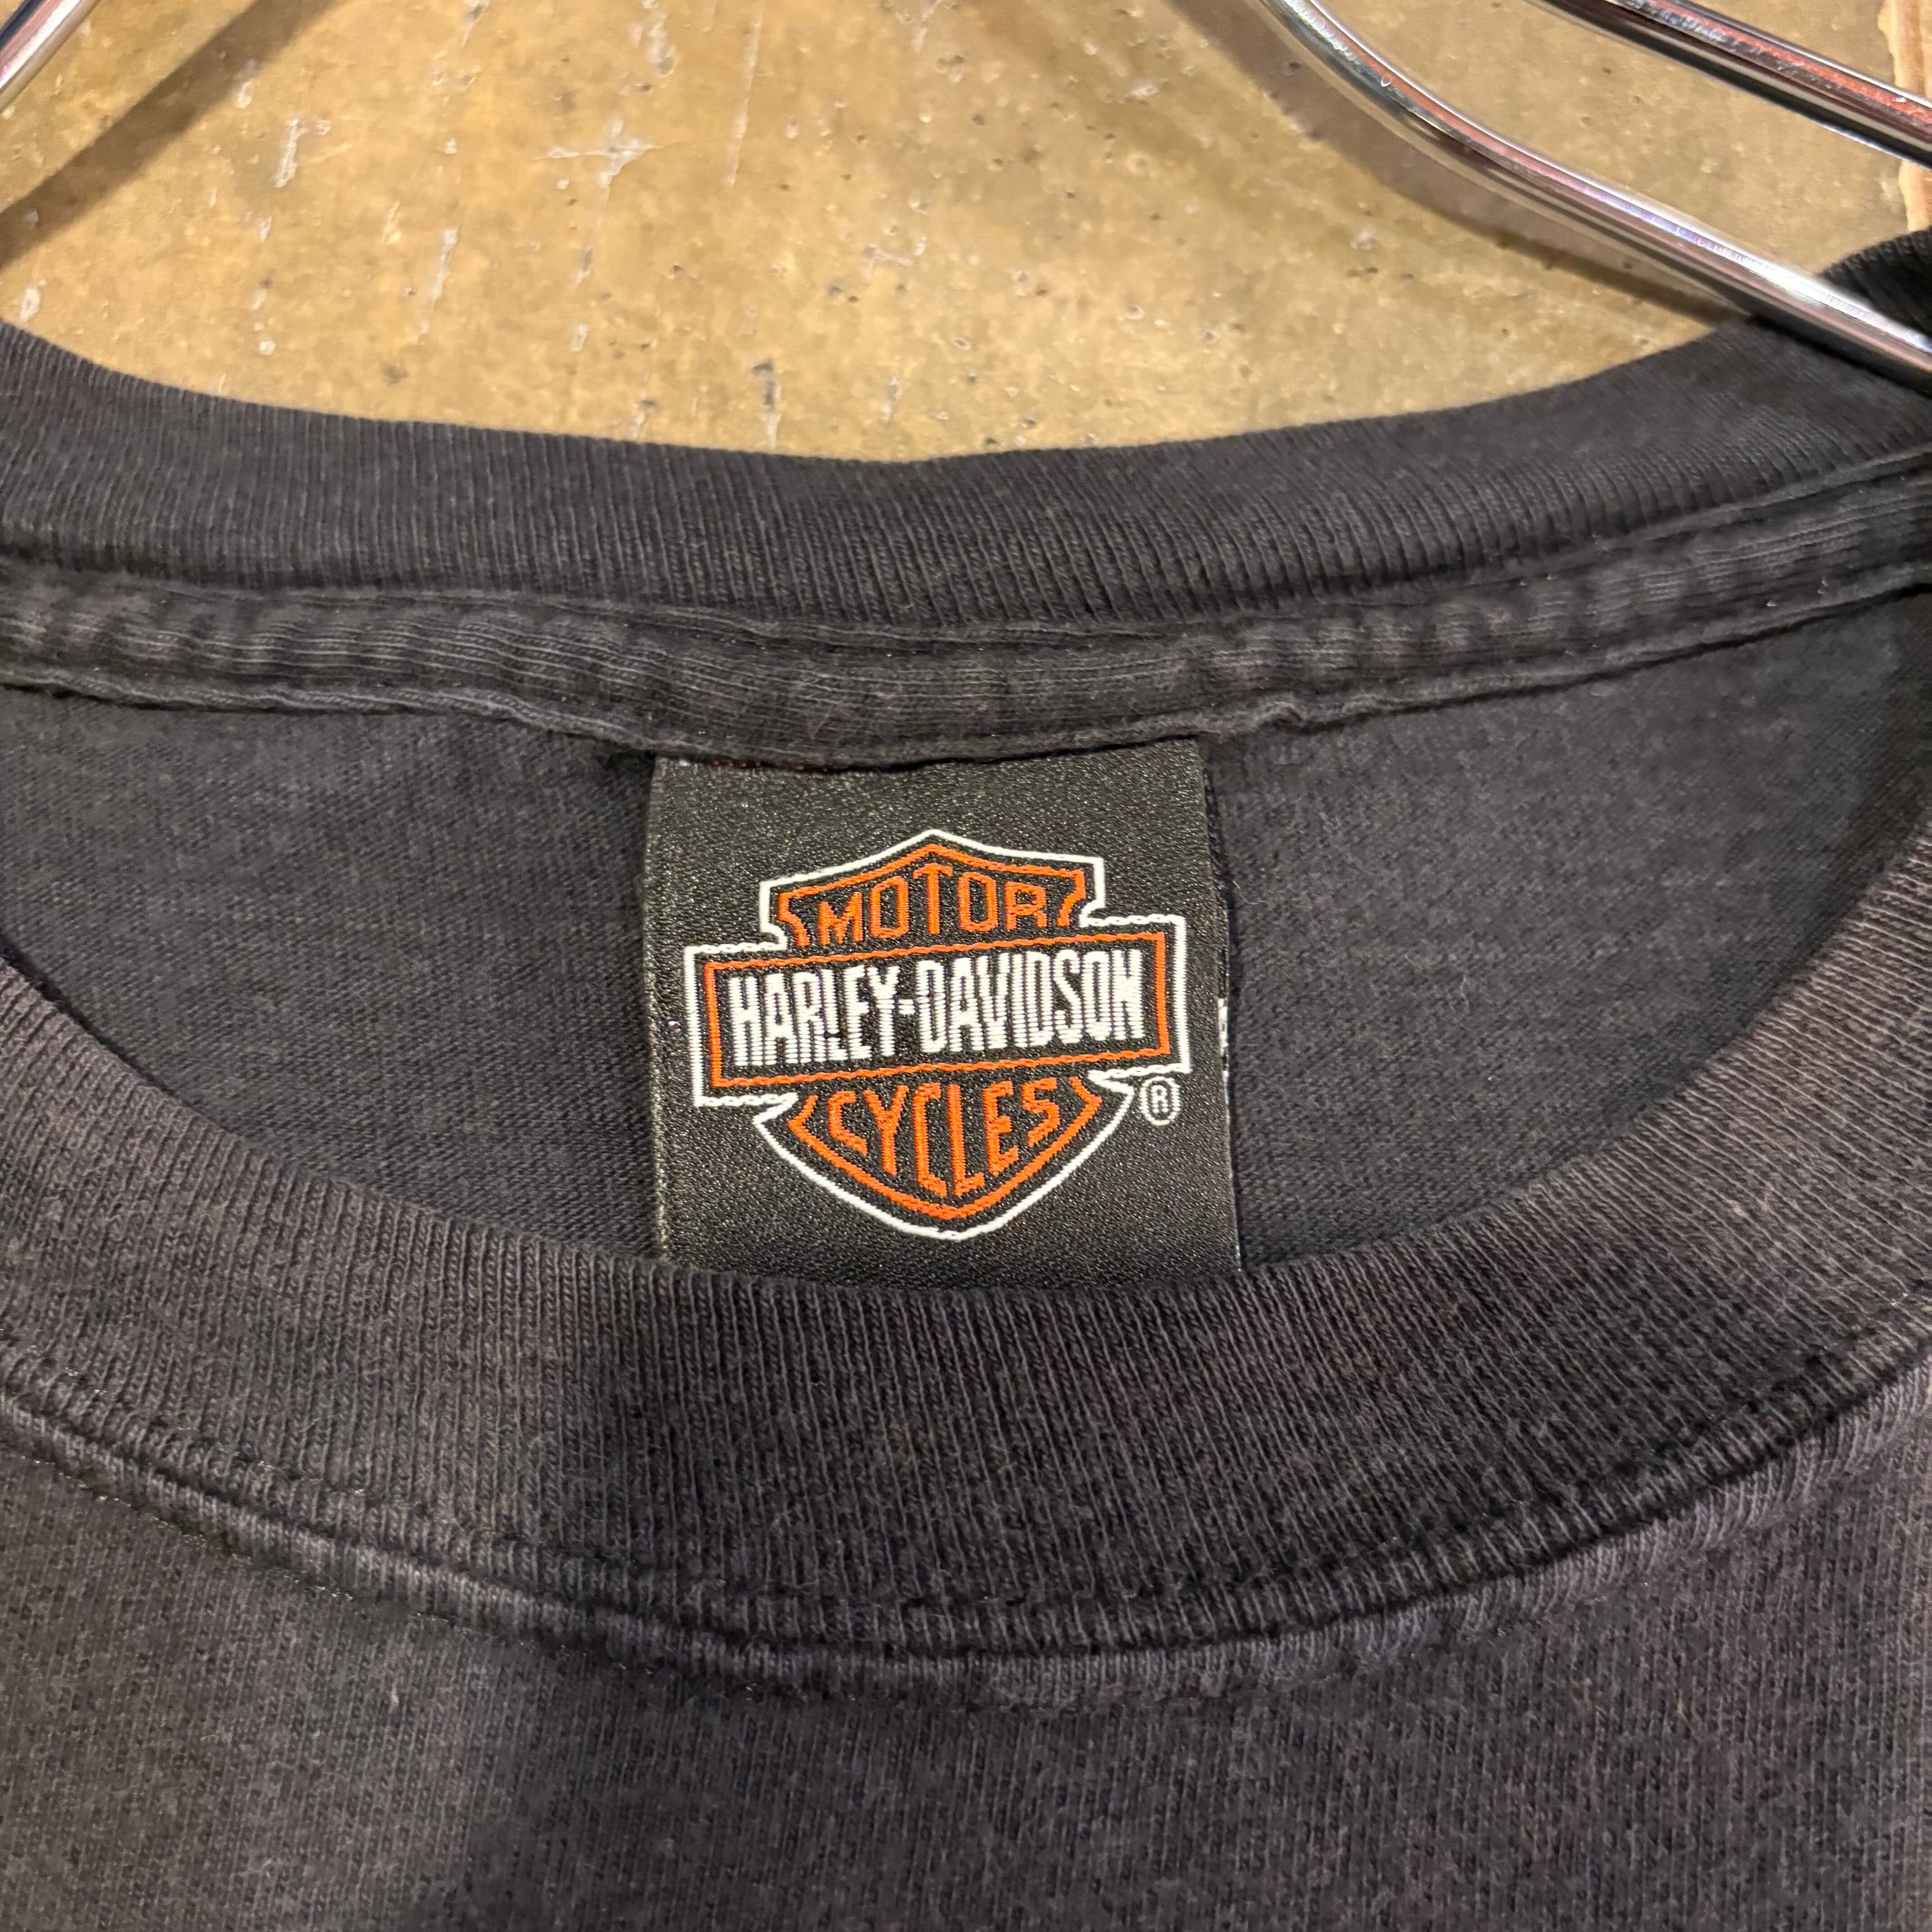 MOTOR
HARLEY-DAVIDSON
CYCLES
®